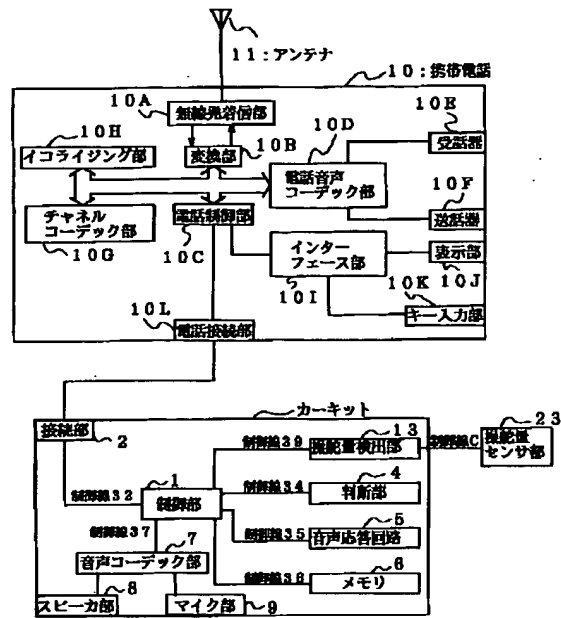 11:アンテナ
10:携帯電話
10A
無線発着信部
10H
イコライジング部
10B
変換部
10D
電話音声
コーデック部
10E
受話器
10F
送話器
チャネル
コーデック部
10G
電話制御部
10C
インター
フェース部
10I
表示部
10J
10K
キー入力部
10L
電話接続部
カーキット
接続部
2
制御線39
13
操舵量検出部
制御線C
23
操舵量
センサ部
制御線32
1
制御部
制御線34
4
判断部
制御線37
制御線35
5
音声応答回路
7
音声コーデック部
制御線36
6
メモリ
8
スピーカ部
マイク部
9